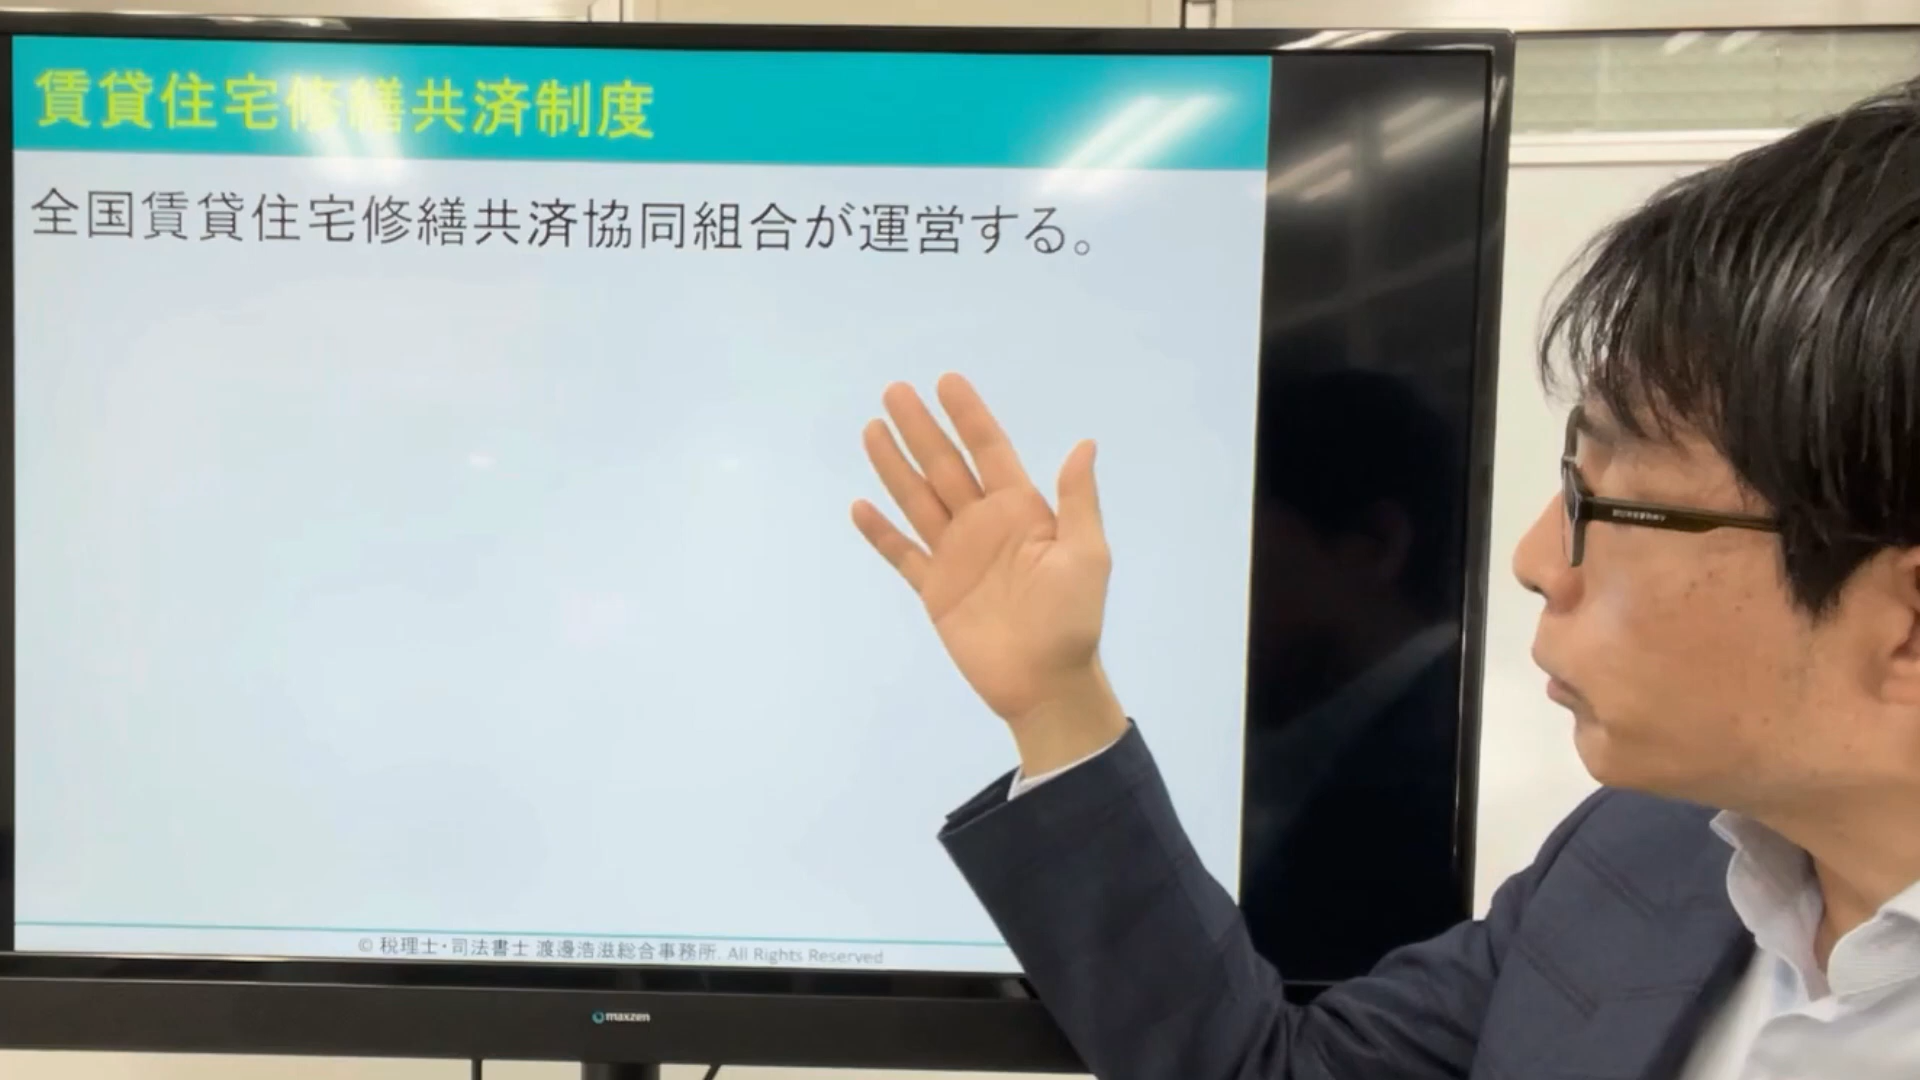 賃貸住宅修繕共済制度
全国賃貸住宅修繕共済協同組合が運営する。
© 税理士・司法書士 渡邊浩滋総合事務所. All Rights Reserved
maxzen